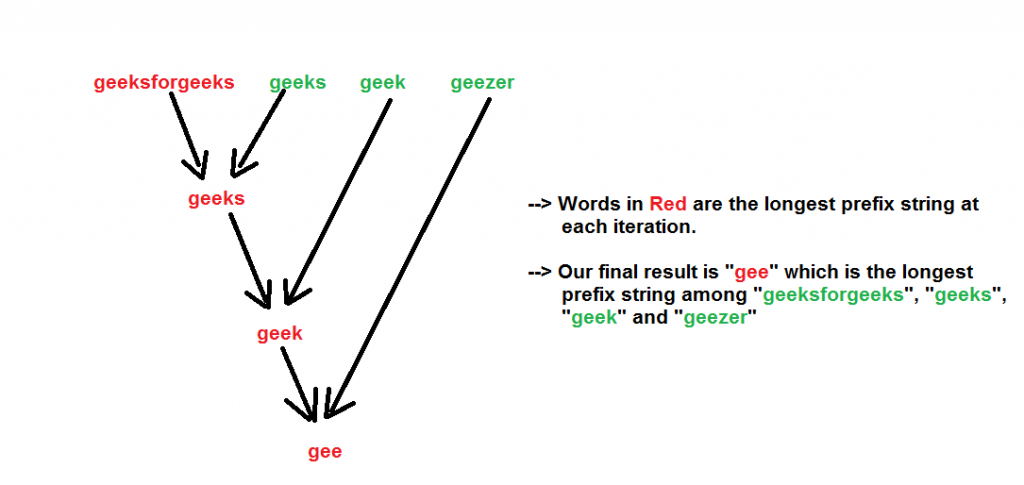 geeksforgeeks geeks geek geezer
geeks
--> Words in Red are the longest prefix string at
each iteration.
--> Our final result is "gee" which is the longest
prefix string among "geeksforgeeks", "geeks",
"geek" and "geezer"
geek
gee